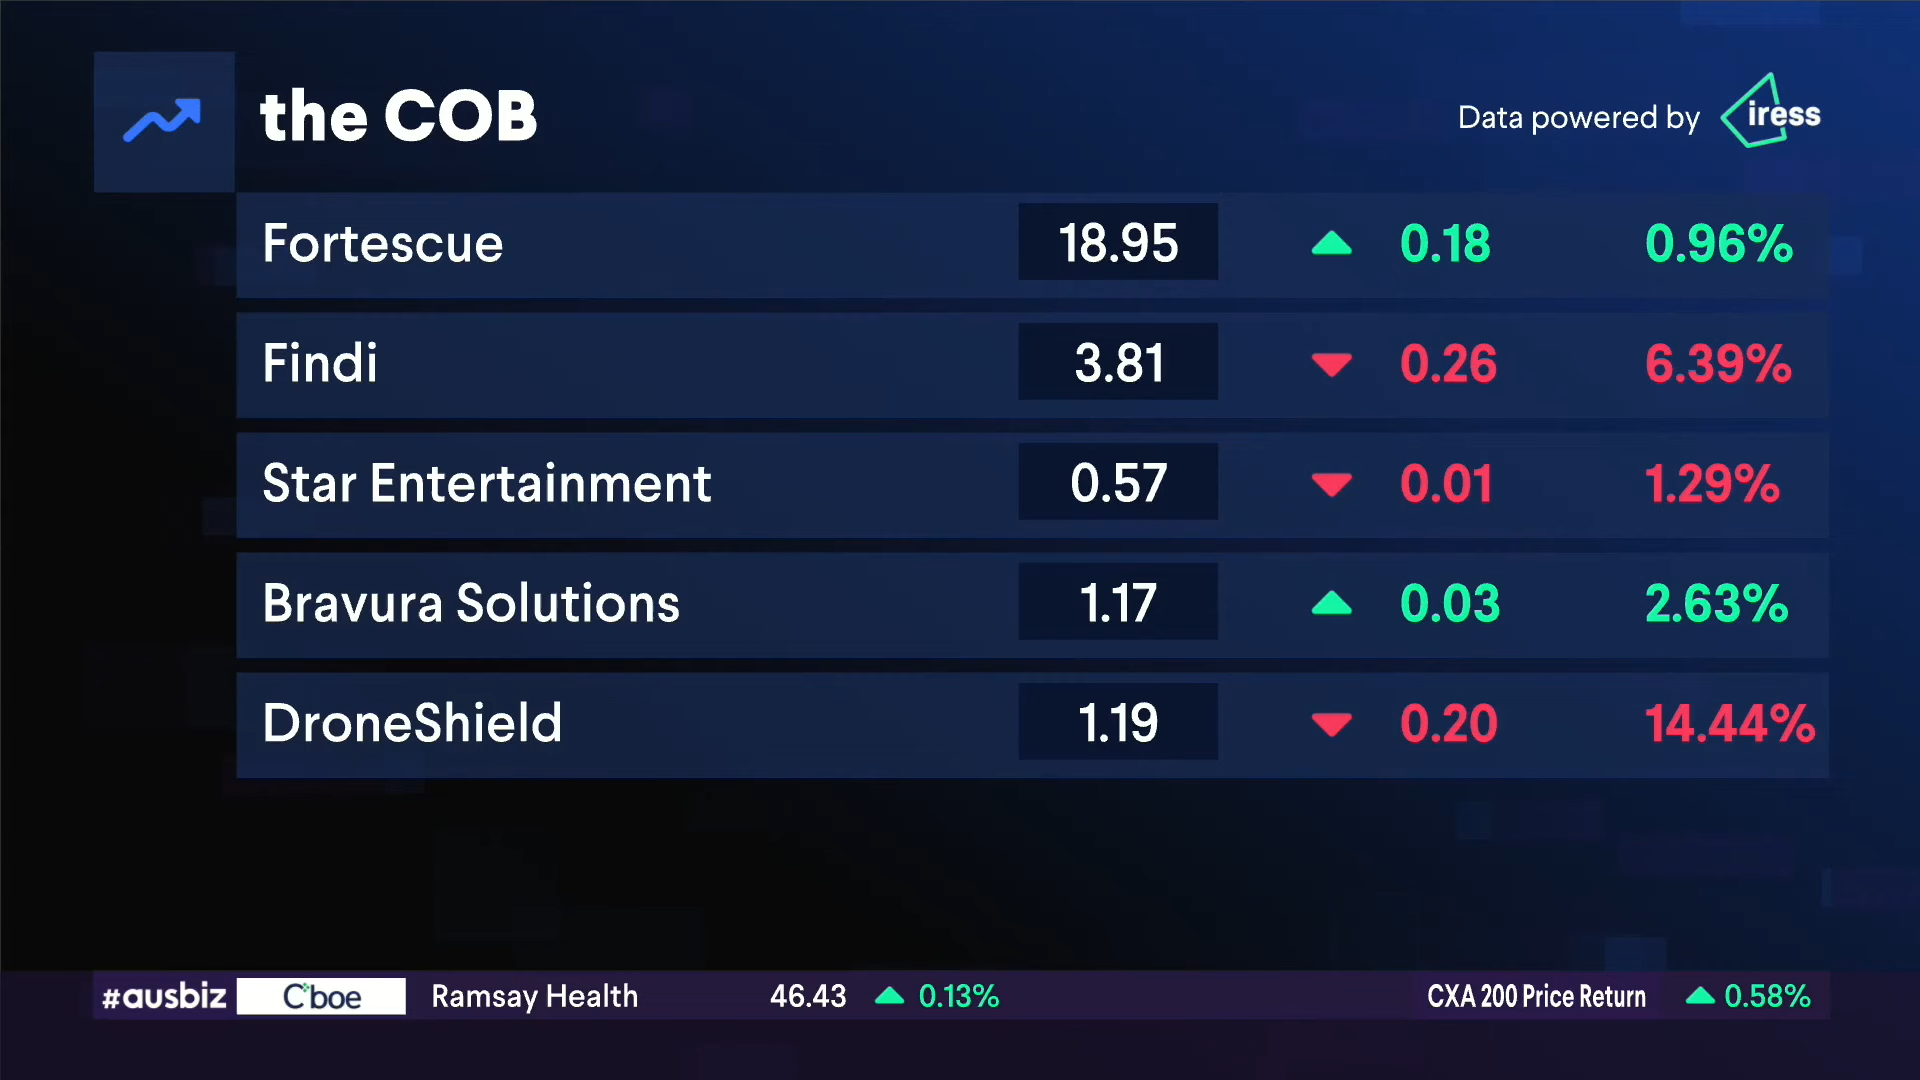 the COB
Data powered by iress
Fortescue 18.95 0.18 0.96%
Findi 3.81 0.26 6.39%
Star Entertainment 0.57 0.01 1.29%
Bravura Solutions 1.17 0.03 2.63%
DroneShield 1.19 0.20 14.44%
#ausbiz Cboe Ramsay Health 46.43 0.13% CXA 200 Price Return 0.58%